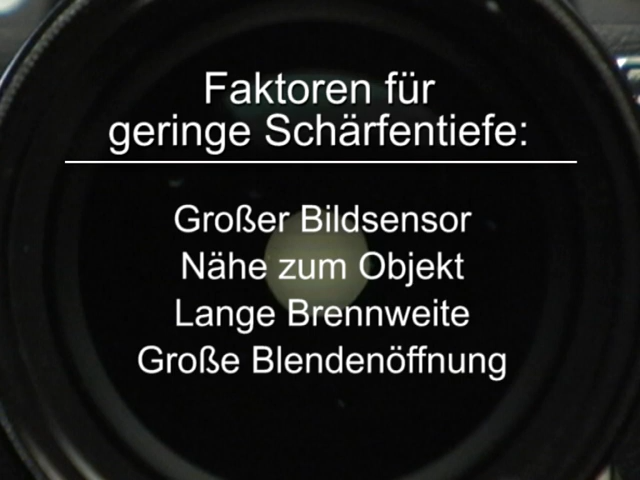 Faktoren für
geringe Schärfentiefe:
Großer Bildsensor
Nähe zum Objekt
Lange Brennweite
Große Blendenöffnung